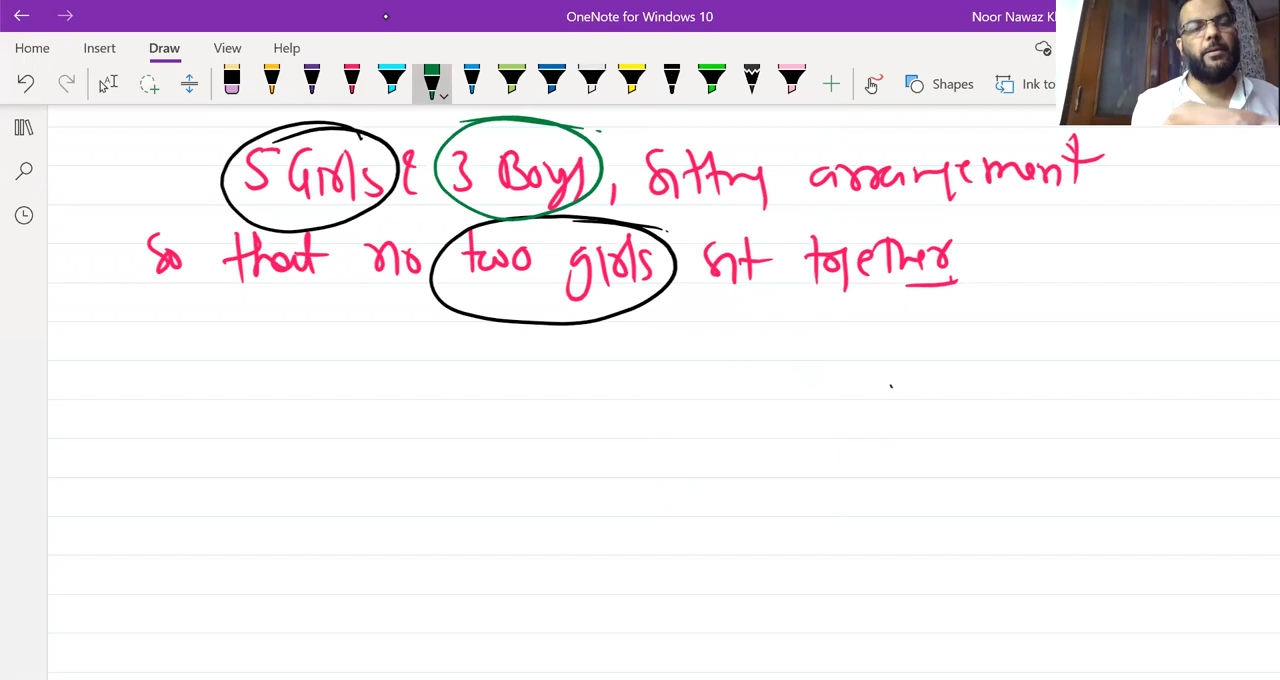 OneNote for Windows 10
Noor Nawaz Kh
Home Insert Draw View Help
Shapes Ink to
5 Girls & 3 Boys, sitting arrangement
so that no two girls sit together